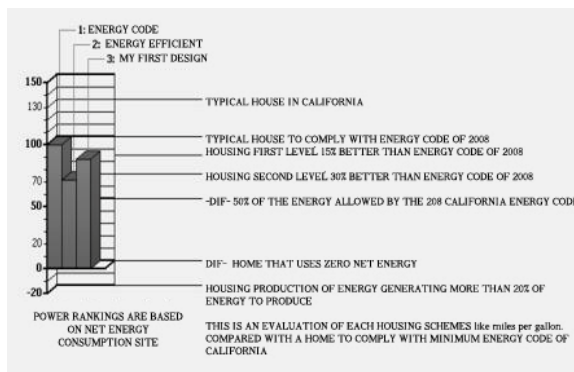 1: ENERGY CODE
2: ENERGY EFFICIENT
3: MY FIRST DESIGN
150
130
100
70
50
20
0
-20
TYPICAL HOUSE IN CALIFORNIA
TYPICAL HOUSE TO COMPLY WITH ENERGY CODE OF 2008
HOUSING FIRST LEVEL 15% BETTER THAN ENERGY CODE OF 2008
HOUSING SECOND LEVEL 30% BETTER THAN ENERGY CODE OF 2008
-DIF- 50% OF THE ENERGY ALLOWED BY THE 208 CALIFORNIA ENERGY COD
DIF- HOME THAT USES ZERO NET ENERGY
HOUSING PRODUCTION OF ENERGY GENERATING MORE THAN 20% OF
ENERGY TO PRODUCE
POWER RANKINGS ARE BASED
ON NET ENERGY
CONSUMPTION SITE
THIS IS AN EVALUATION OF EACH HOUSING SCHEMES like miles per gallon.
COMPARED WITH A HOME TO COMPLY WITH MINIMUM ENERGY CODE OF
CALIFORNIA